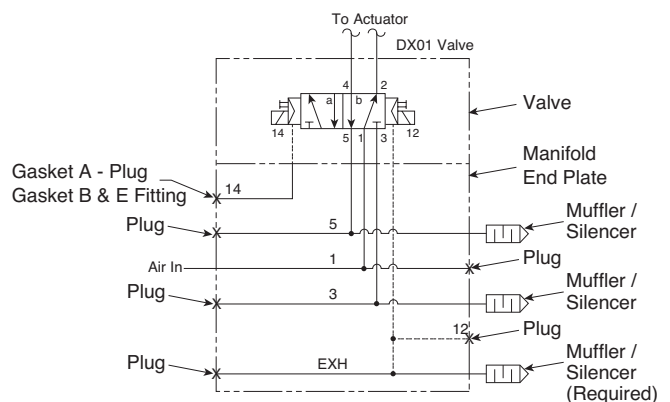 To Actuator
DX01 Valve
4 2
a b
14 5 1 3 12
Valve
Manifold
End Plate
Gasket A - Plug
Gasket B & E Fitting
14
Plug
5
Muffler /
Silencer
Air In
1
Plug
Plug
3
Muffler /
Silencer
12
Plug
Plug
EXH
Muffler /
Silencer
(Required)